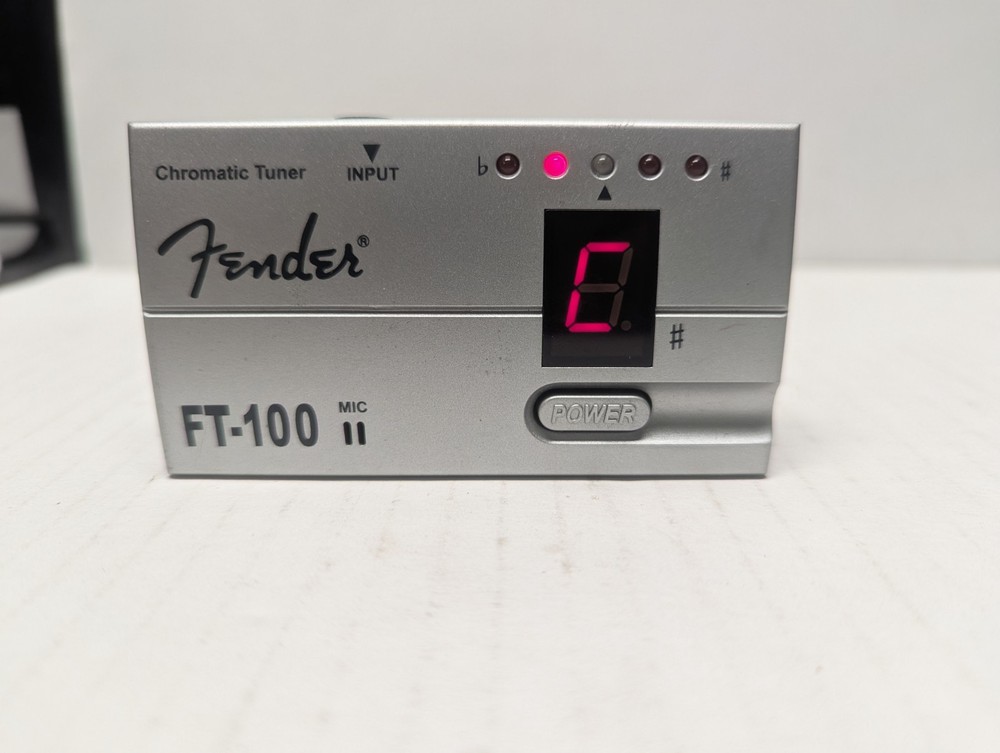 Chromatic Tuner
INPUT
♭ ♯
Fender®
C
♯
FT-100
MIC
POWER